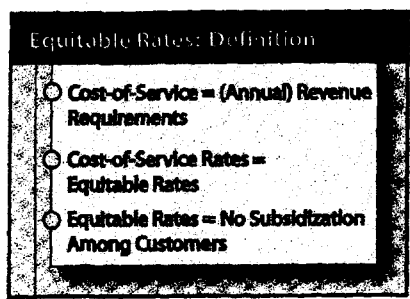 Equitable Rates: Definition
Cost-of-Service = (Annual) Revenue
Requirements
Cost-of-Service Rates =
Equitable Rates
Equitable Rates = No Subsidization
Among Customers